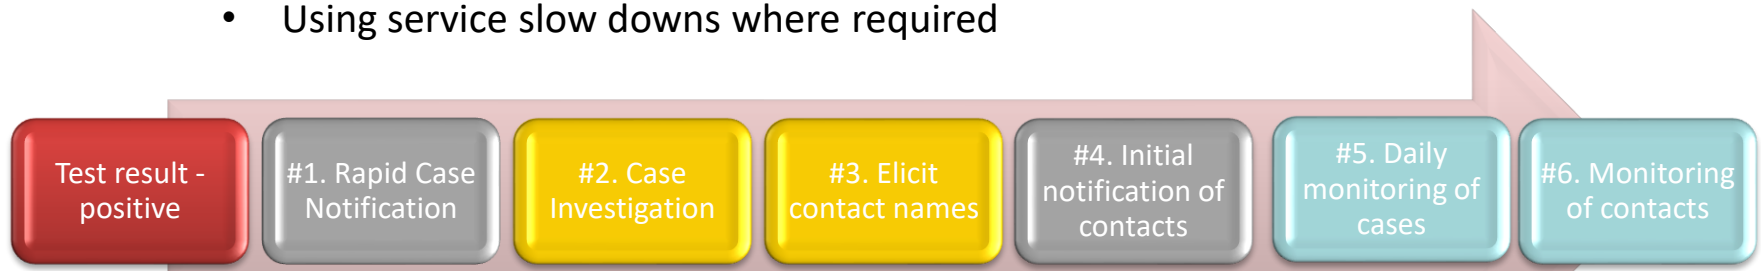 • Using service slow downs where required
Test result -
positive
#1. Rapid Case
Notification
#2. Case
Investigation
#3. Elicit
contact names
#4. Initial
notification of
contacts
#5. Daily
monitoring of
cases
#6. Monitoring
of contacts